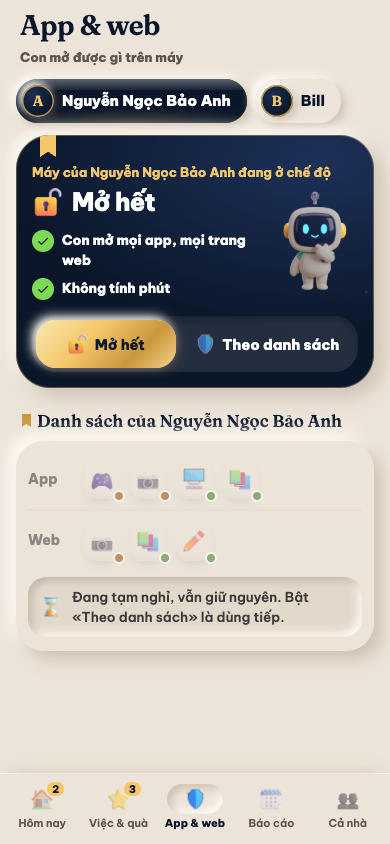 App & web
Con mở được gì trên máy
A Nguyễn Ngọc Bảo Anh
B Bill
Máy của Nguyễn Ngọc Bảo Anh đang ở chế độ
Mở hết
Con mở mọi app, mọi trang
web
Không tính phút
Mở hết
Theo danh sách
Danh sách của Nguyễn Ngọc Bảo Anh
App
Web
Đang tạm nghỉ, vẫn giữ nguyên. Bật
«Theo danh sách» là dùng tiếp.
2
3
Hôm nay
Việc & quà
App & web
Báo cáo
Cả nhà